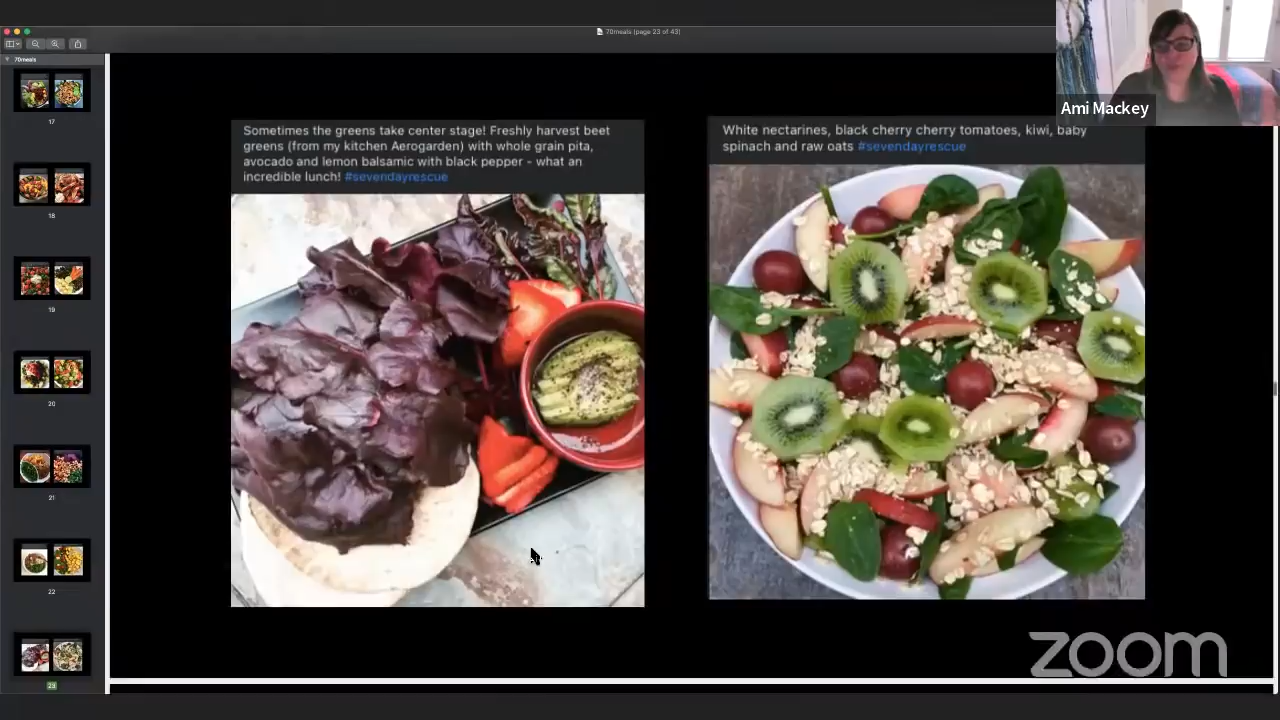 70meals (page 23 of 43)
70meals
17
18
19
20
21
22
23
Sometimes the greens take center stage! Freshly harvest beet
greens (from my kitchen Aerogarden) with whole grain pita,
avocado and lemon balsamic with black pepper - what an
incredible lunch! #sevendayrescue
White nectarines, black cherry cherry tomatoes, kiwi, baby
spinach and raw oats #sevendayrescue
Ami Mackey
zoom